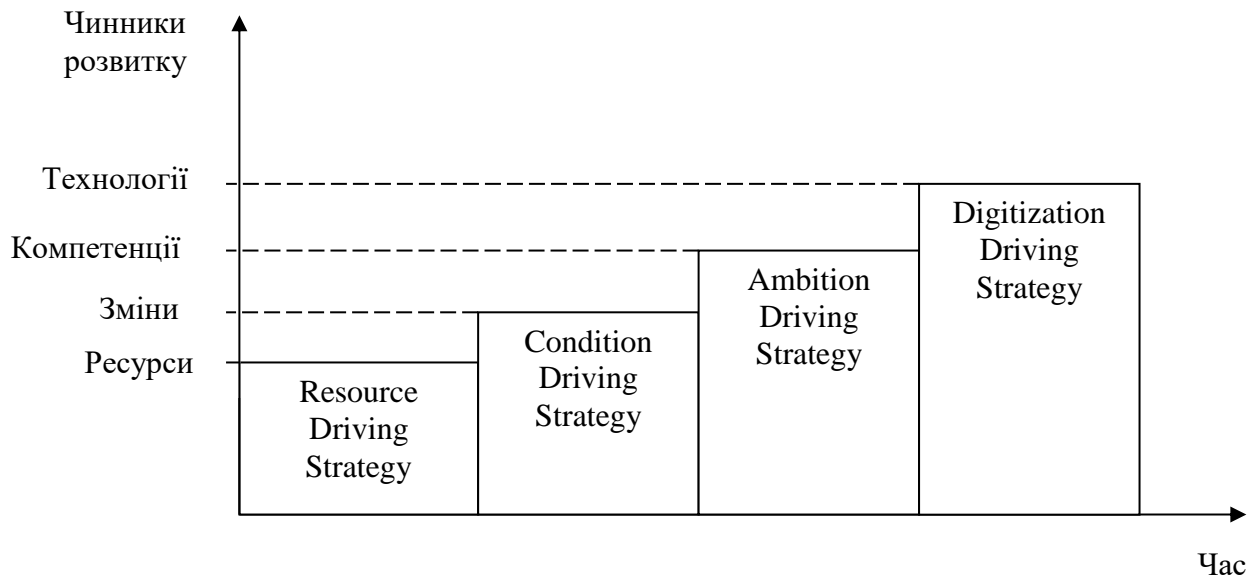 Чинники
розвитку
Технології
Компетенції
Зміни
Ресурси
Resource
Driving
Strategy
Condition
Driving
Strategy
Ambition
Driving
Strategy
Digitization
Driving
Strategy
Час